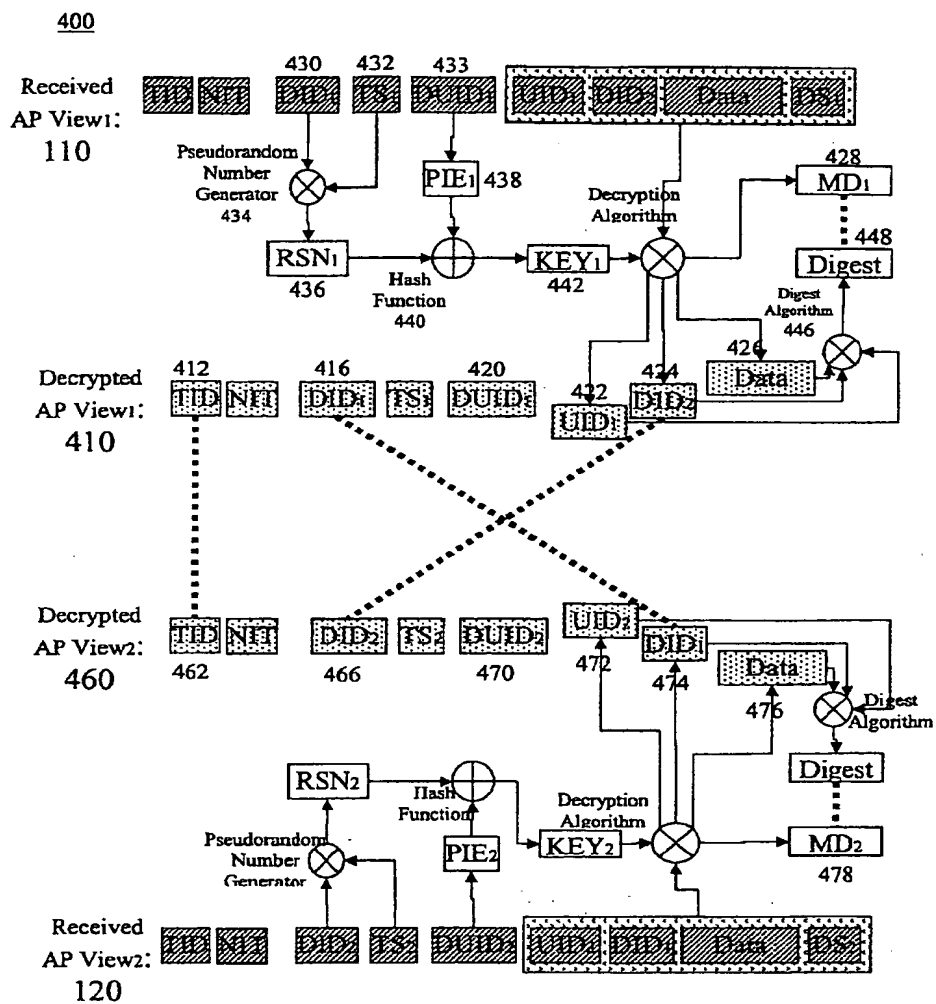 400
430 432 433
Received
AP View1:
110
TID NIT DID1 TS1 DUID1 UID1 DID2 Data DS1
Pseudorandom
Number
Generator
434
PIE1 438
Decryption
Algorithm
428
MD1
RSN1
436
Hash
Function
440
KEY1
442
448
Digest
Digest
Algorithm
446
Decrypted
AP View1:
410
412 416 420 422 424 426
TID NIT DID1 TS1 DUID1 UID1 DID2 Data
Decrypted
AP View2:
460
TID NIT DID2 TS2 DUID2 UID2 DID1 Data
462 466 470 472 474 476
Digest
Algorithm
RSN2
Hash
Function
Decryption
Algorithm
Digest
Pseudorandom
Number
Generator
PIE2
KEY2
MD2
478
Received
AP View2:
120
TID NIT DID2 TS2 Data